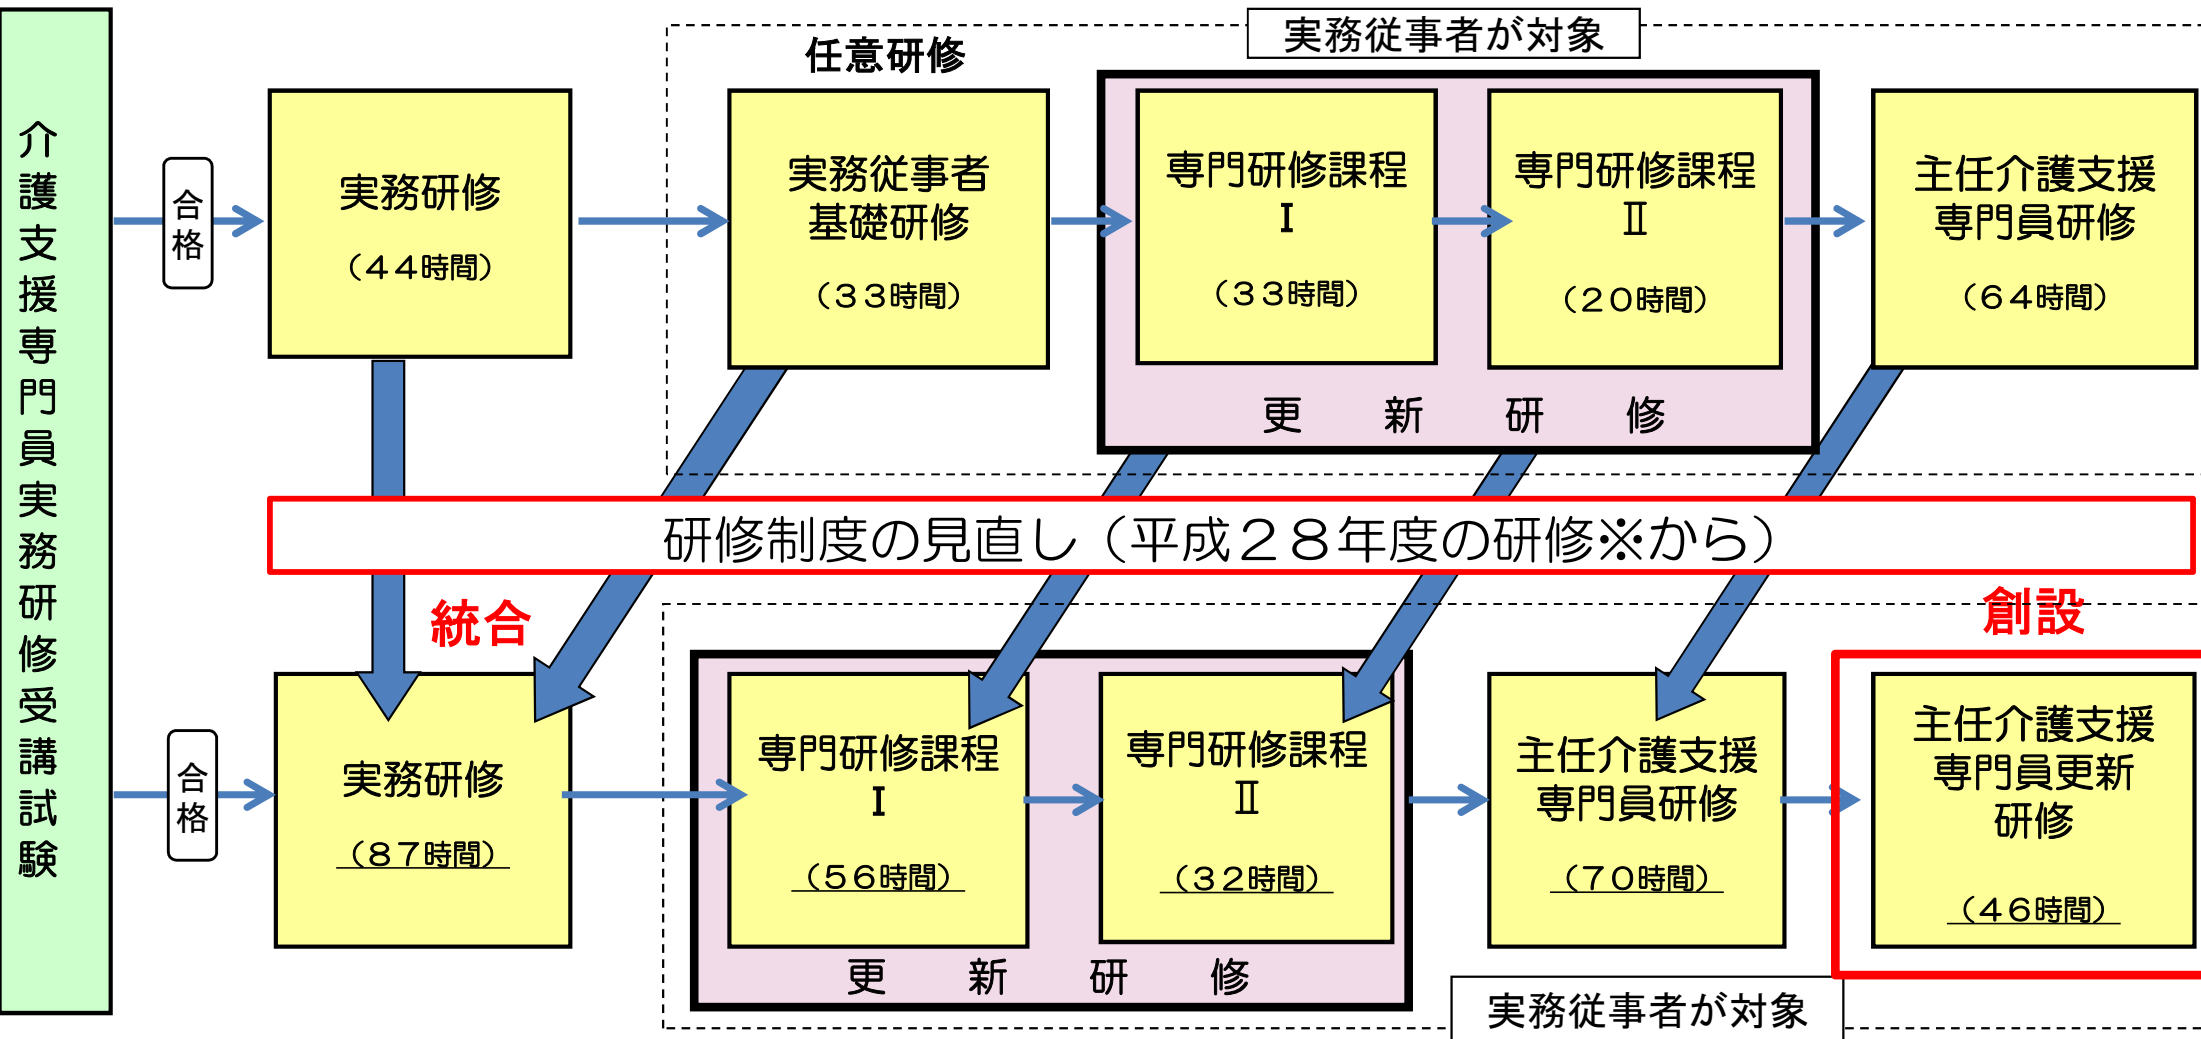 介護支援専門員実務研修受講試験
実務従事者が対象
任意研修
合格
実務研修
（４４時間）
実務従事者
基礎研修
（３３時間）
専門研修課程
Ⅰ
（３３時間）
専門研修課程
Ⅱ
（２０時間）
更新研修
主任介護支援
専門員研修
（６４時間）
研修制度の見直し（平成２８年度の研修※から）
統合
創設
合格
実務研修
（８７時間）
専門研修課程
Ⅰ
（５６時間）
専門研修課程
Ⅱ
（３２時間）
更新研修
主任介護支援
専門員研修
（７０時間）
主任介護支援
専門員更新
研修
（４６時間）
実務従事者が対象